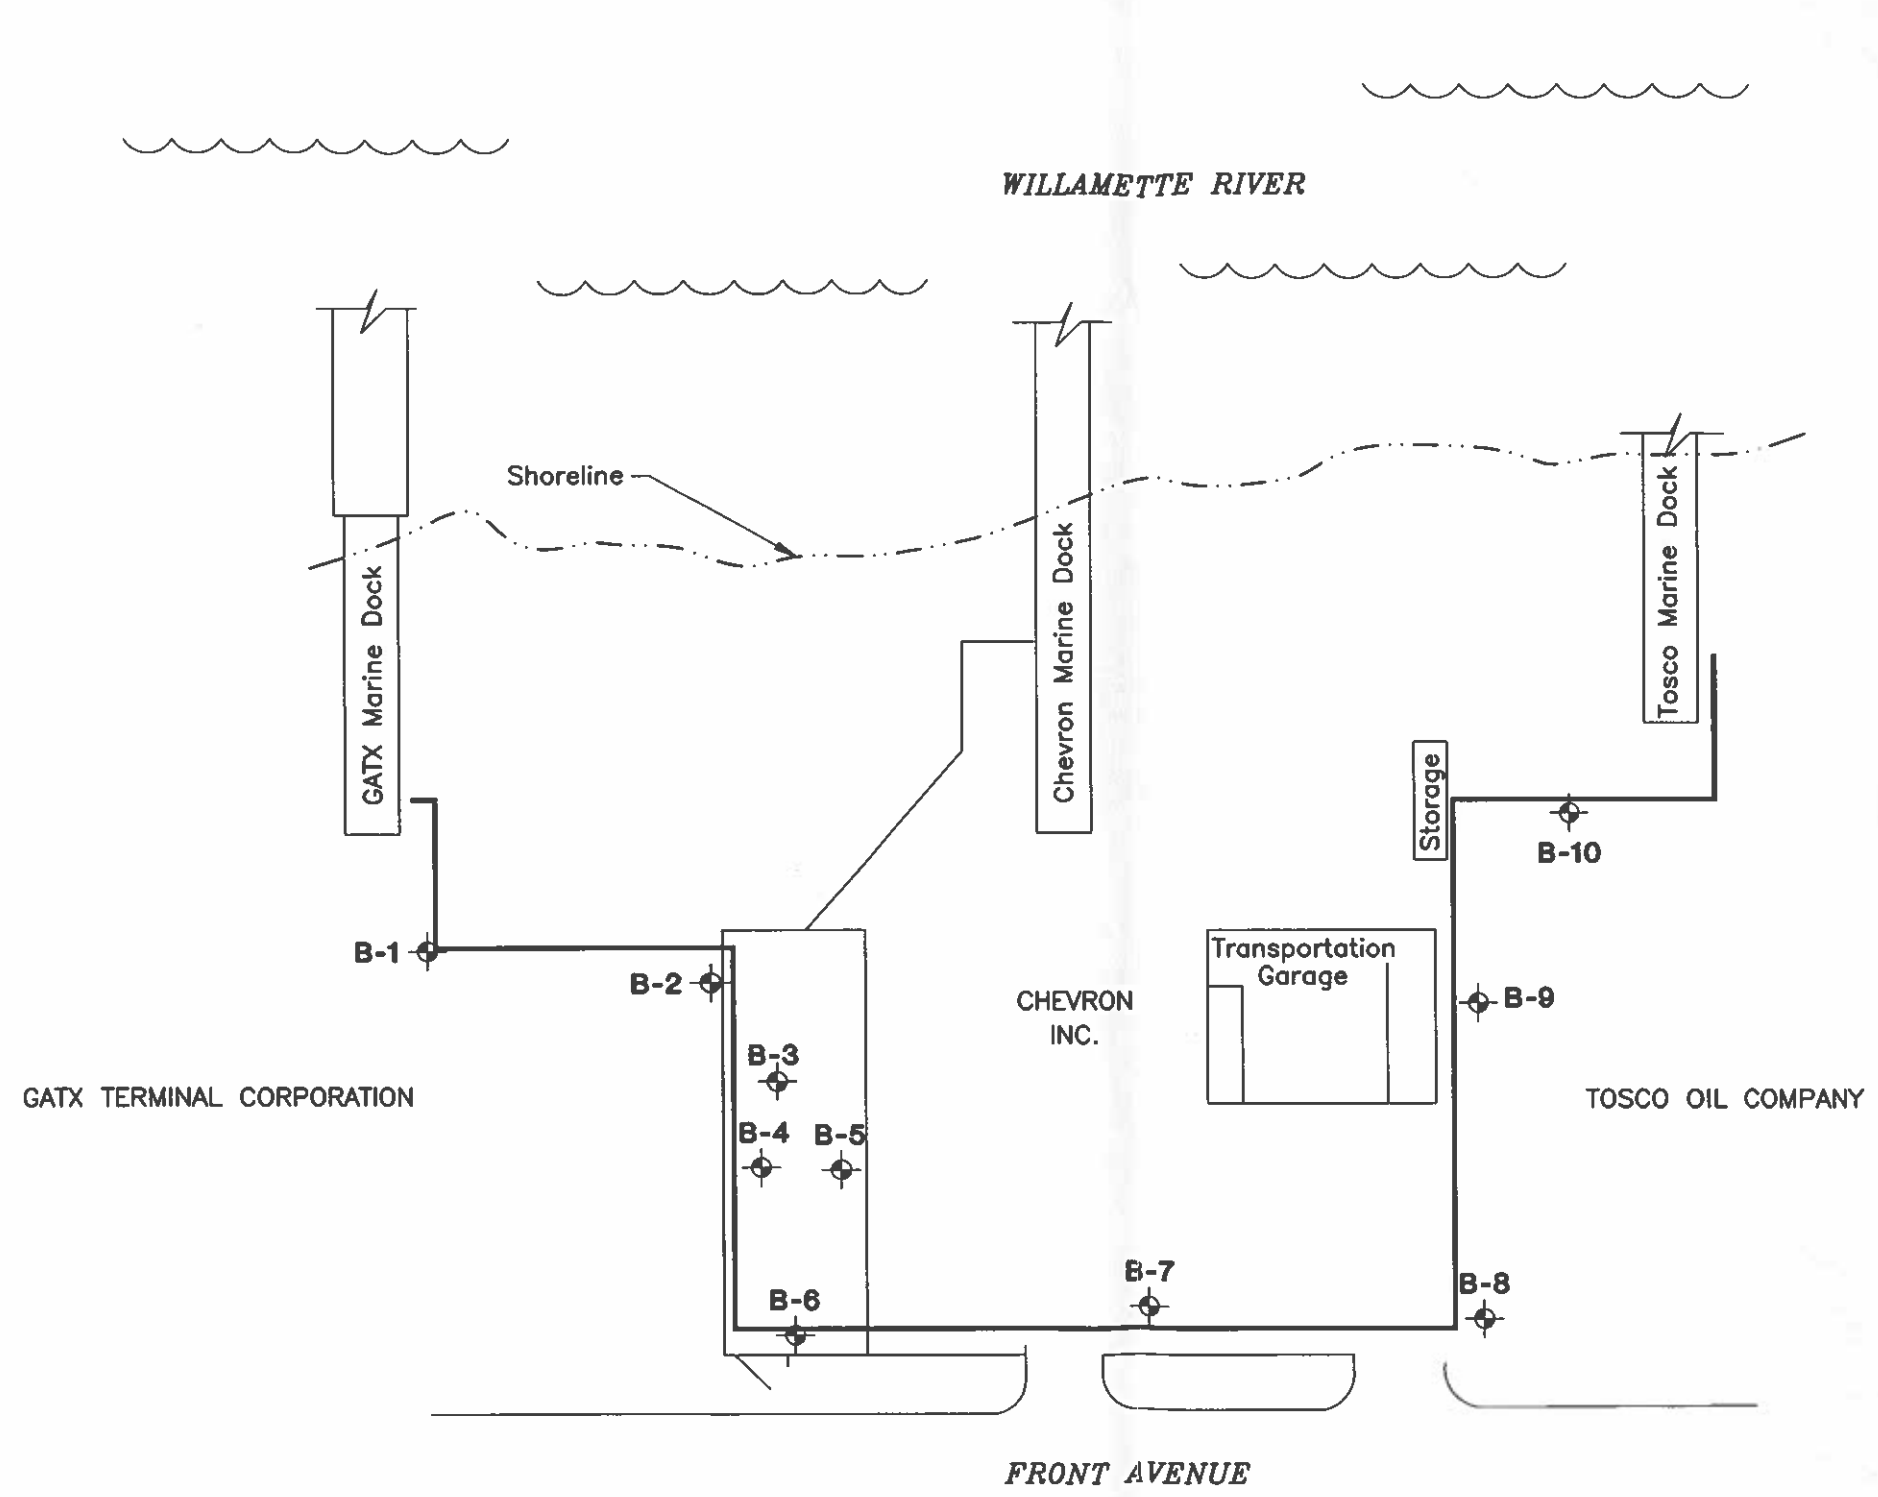 WILLAMETTE RIVER
Shoreline
GATX Marine Dock
Chevron Marine Dock
Tosco Marine Dock
Storage
B-10
B-1
B-2
Transportation
Garage
B-9
CHEVRON
INC.
B-3
GATX TERMINAL CORPORATION
TOSCO OIL COMPANY
B-4
B-5
B-7
B-8
B-6
FRONT AVENUE